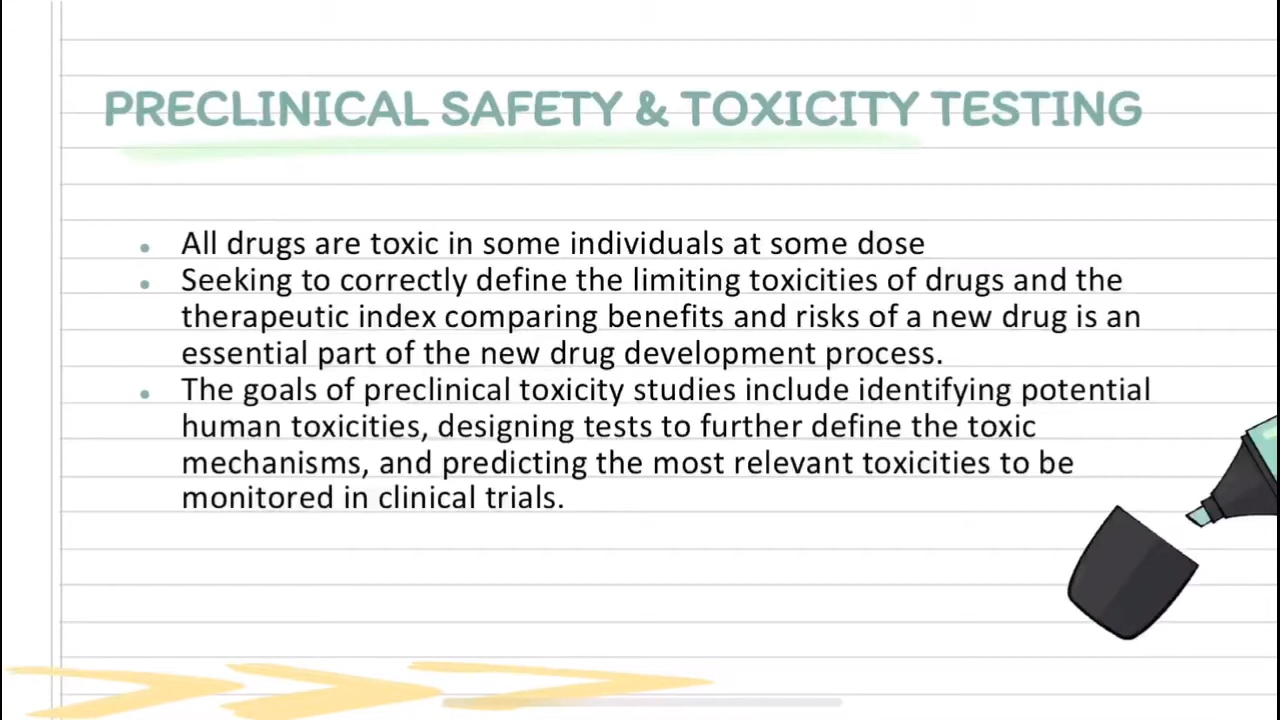 PRECLINICAL SAFETY & TOXICITY TESTING
All drugs are toxic in some individuals at some dose
Seeking to correctly define the limiting toxicities of drugs and the
therapeutic index comparing benefits and risks of a new drug is an
essential part of the new drug development process.
The goals of preclinical toxicity studies include identifying potential
human toxicities, designing tests to further define the toxic
mechanisms, and predicting the most relevant toxicities to be
monitored in clinical trials.